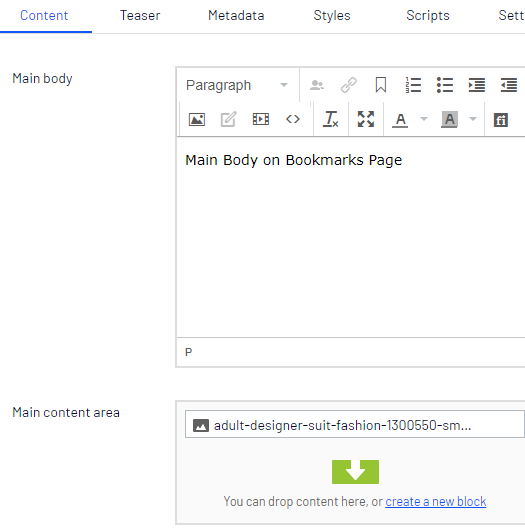 Content Teaser Metadata Styles Scripts Sett
Main body
Paragraph
Main Body on Bookmarks Page
P
Main content area
adult-designer-suit-fashion-1300550-sm...
You can drop content here, or create a new block